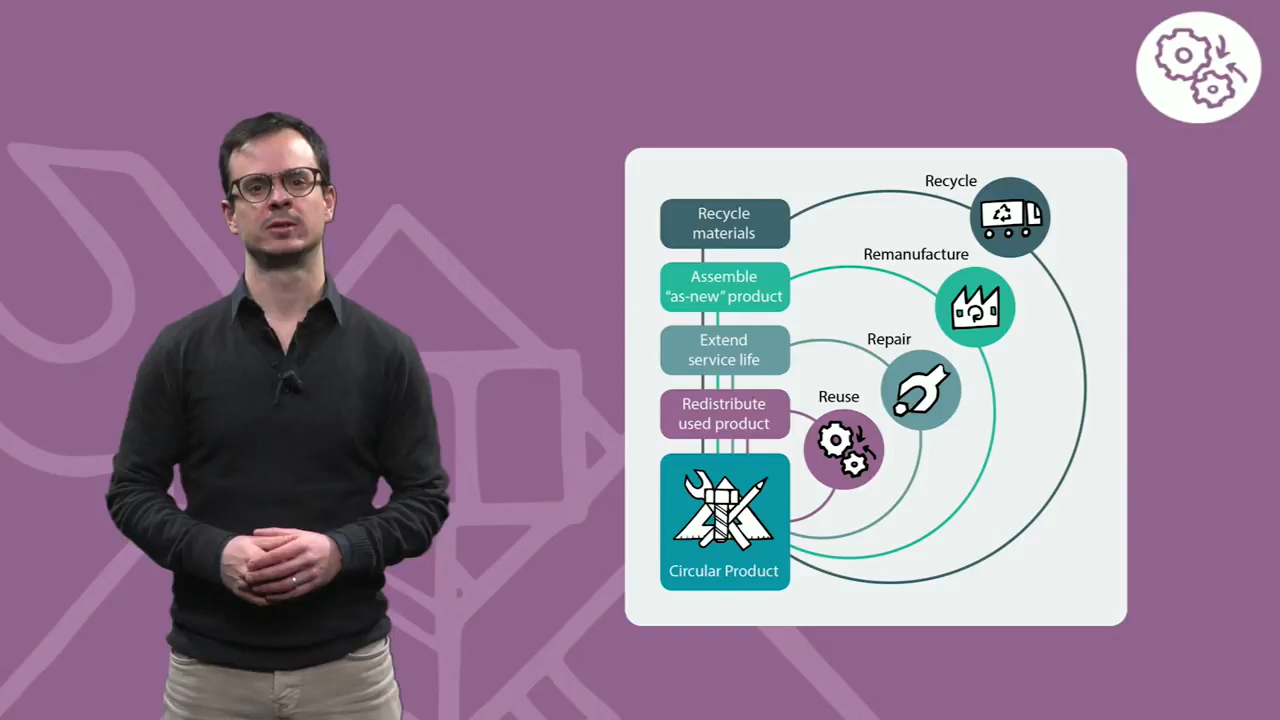 Recycle
Recycle
materials
Remanufacture
Assemble
“as-new” product
Repair
Extend
service life
Reuse
Redistribute
used product
Circular Product